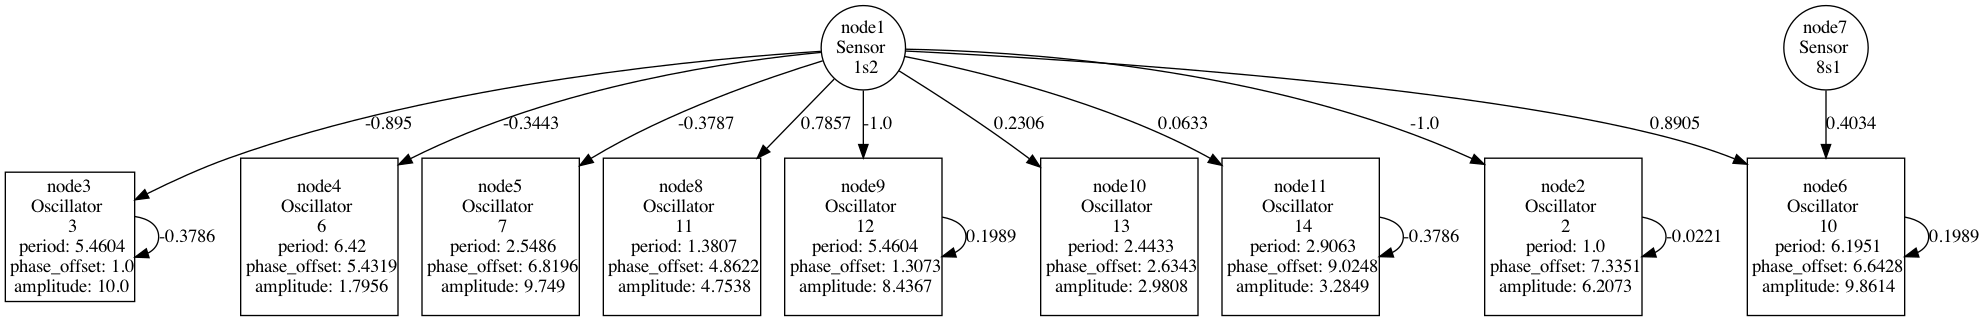 node1
Sensor
1s2
node7
Sensor
8s1
-0.895
-0.3443
-0.3787
0.7857
-1.0
0.2306
0.0633
-1.0
0.8905
0.4034
node3
Oscillator
3
period: 5.4604
phase_offset: 1.0
amplitude: 10.0
-0.3786
node4
Oscillator
6
period: 6.42
phase_offset: 5.4319
amplitude: 1.7956
node5
Oscillator
7
period: 2.5486
phase_offset: 6.8196
amplitude: 9.749
node8
Oscillator
11
period: 1.3807
phase_offset: 4.8622
amplitude: 4.7538
node9
Oscillator
12
period: 5.4604
phase_offset: 1.3073
amplitude: 8.4367
0.1989
node10
Oscillator
13
period: 2.4433
phase_offset: 2.6343
amplitude: 2.9808
node11
Oscillator
14
period: 2.9063
phase_offset: 9.0248
amplitude: 3.2849
-0.3786
node2
Oscillator
2
period: 1.0
phase_offset: 7.3351
amplitude: 6.2073
-0.0221
node6
Oscillator
10
period: 6.1951
phase_offset: 6.6428
amplitude: 9.8614
0.1989